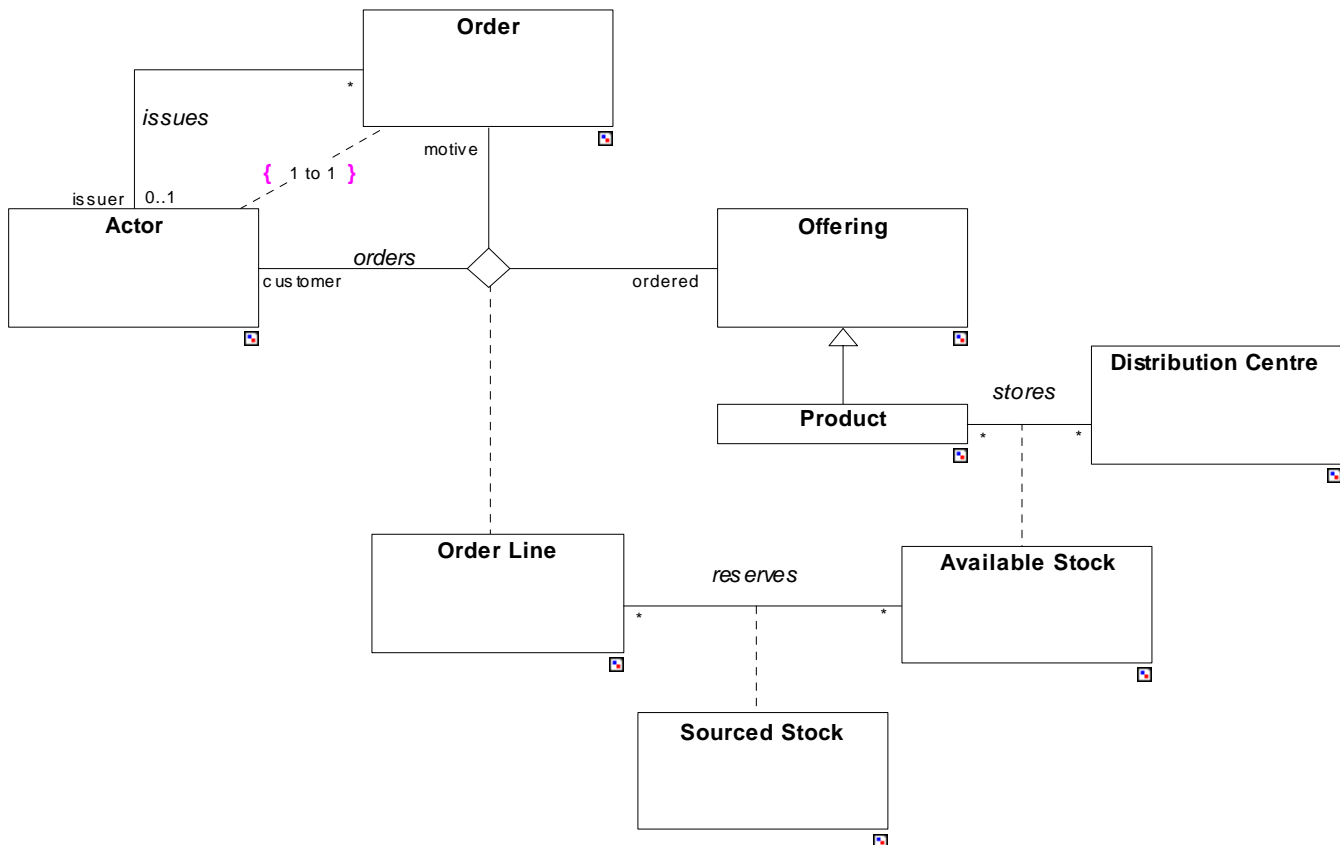 Order
*
issues
motive
{ 1 to 1 }
issuer 0..1
Actor
Offering
orders
customer
ordered
Distribution Centre
stores
Product
* *
Order Line
Available Stock
reserves
* *
Sourced Stock